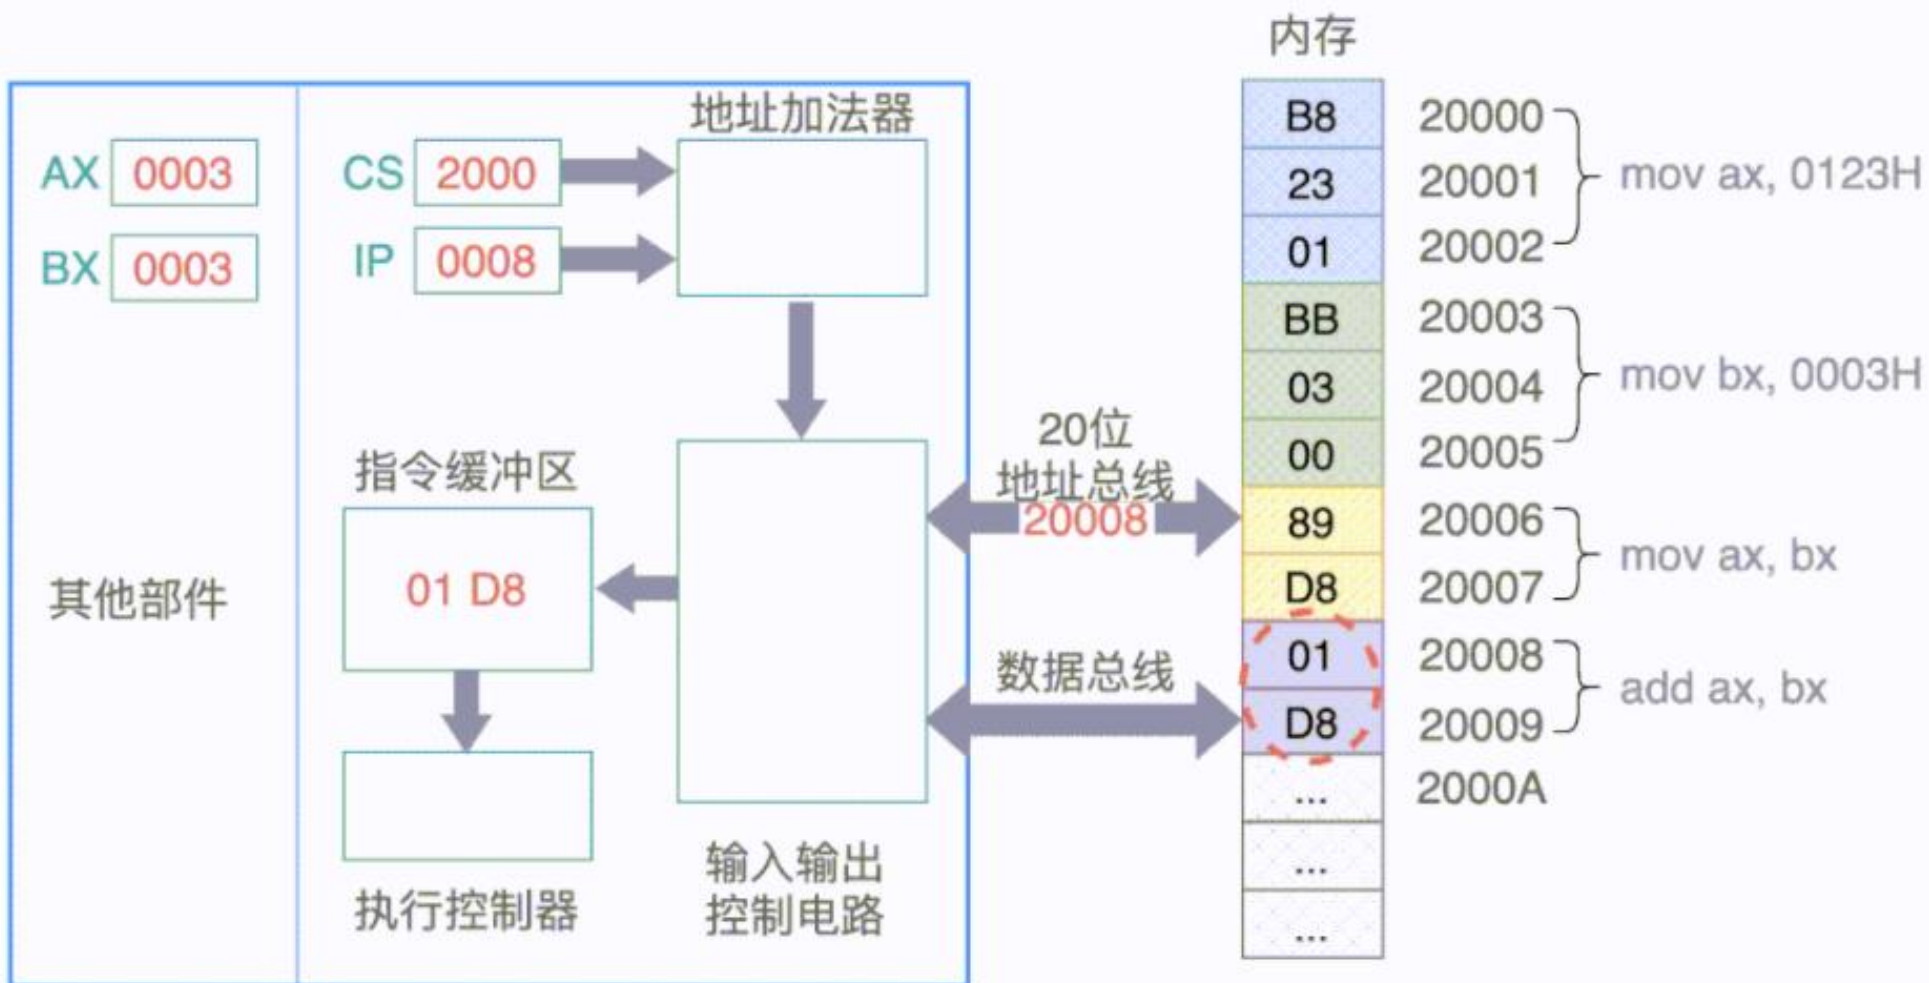 内存
地址加法器
AX 0003
CS 2000
BX 0003
IP 0008
指令缓冲区
01 D8
其他部件
执行控制器
输入输出
控制电路
20位
地址总线
20008
数据总线
B8 20000
23 20001
01 20002
mov ax, 0123H
BB 20003
03 20004
00 20005
mov bx, 0003H
89 20006
D8 20007
mov ax, bx
01 20008
D8 20009
add ax, bx
... 2000A
...
...